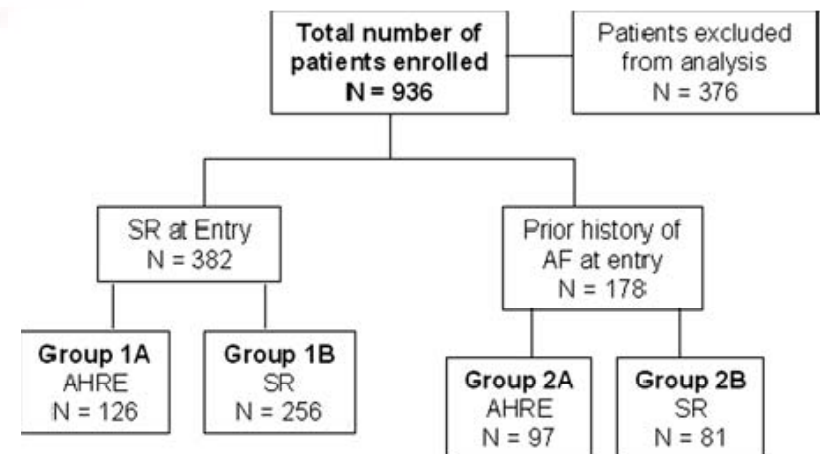 Total number of
patients enrolled
N = 936
Patients excluded
from analysis
N = 376
SR at Entry
N = 382
Prior history of
AF at entry
N = 178
Group 1A
AHRE
N = 126
Group 1B
SR
N = 256
Group 2A
AHRE
N = 97
Group 2B
SR
N = 81